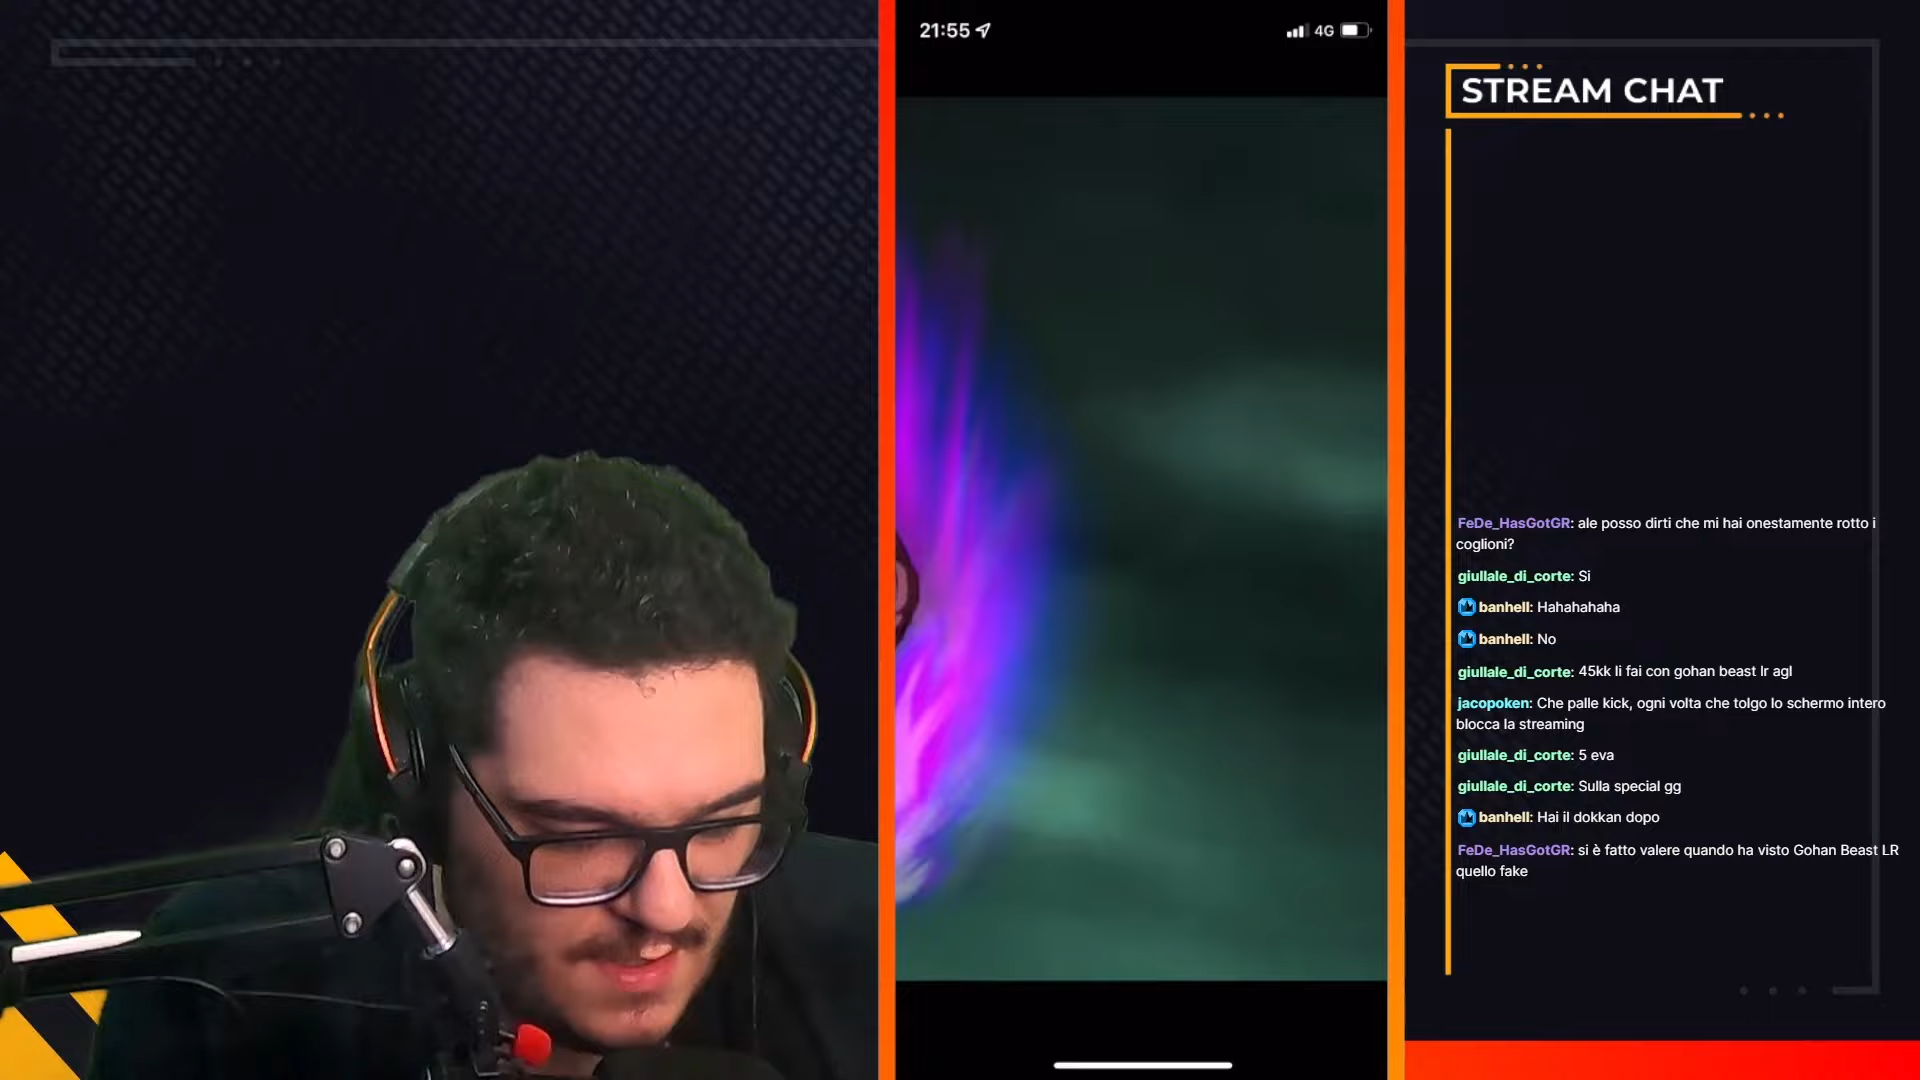 21:55
4G
STREAM CHAT
FeDe_HasGotGR: ale posso dirti che mi hai onestamente rotto i
coglioni?
giullale_di_corte: Si
banhell: Hahahahaha
banhell: No
giullale_di_corte: 45kk li fai con gohan beast lr agl
jacopoken: Che palle kick, ogni volta che tolgo lo schermo intero
blocca la streaming
giullale_di_corte: 5 eva
giullale_di_corte: Sulla special gg
banhell: Hai il dokkan dopo
FeDe_HasGotGR: si è fatto valere quando ha visto Gohan Beast LR
quello fake